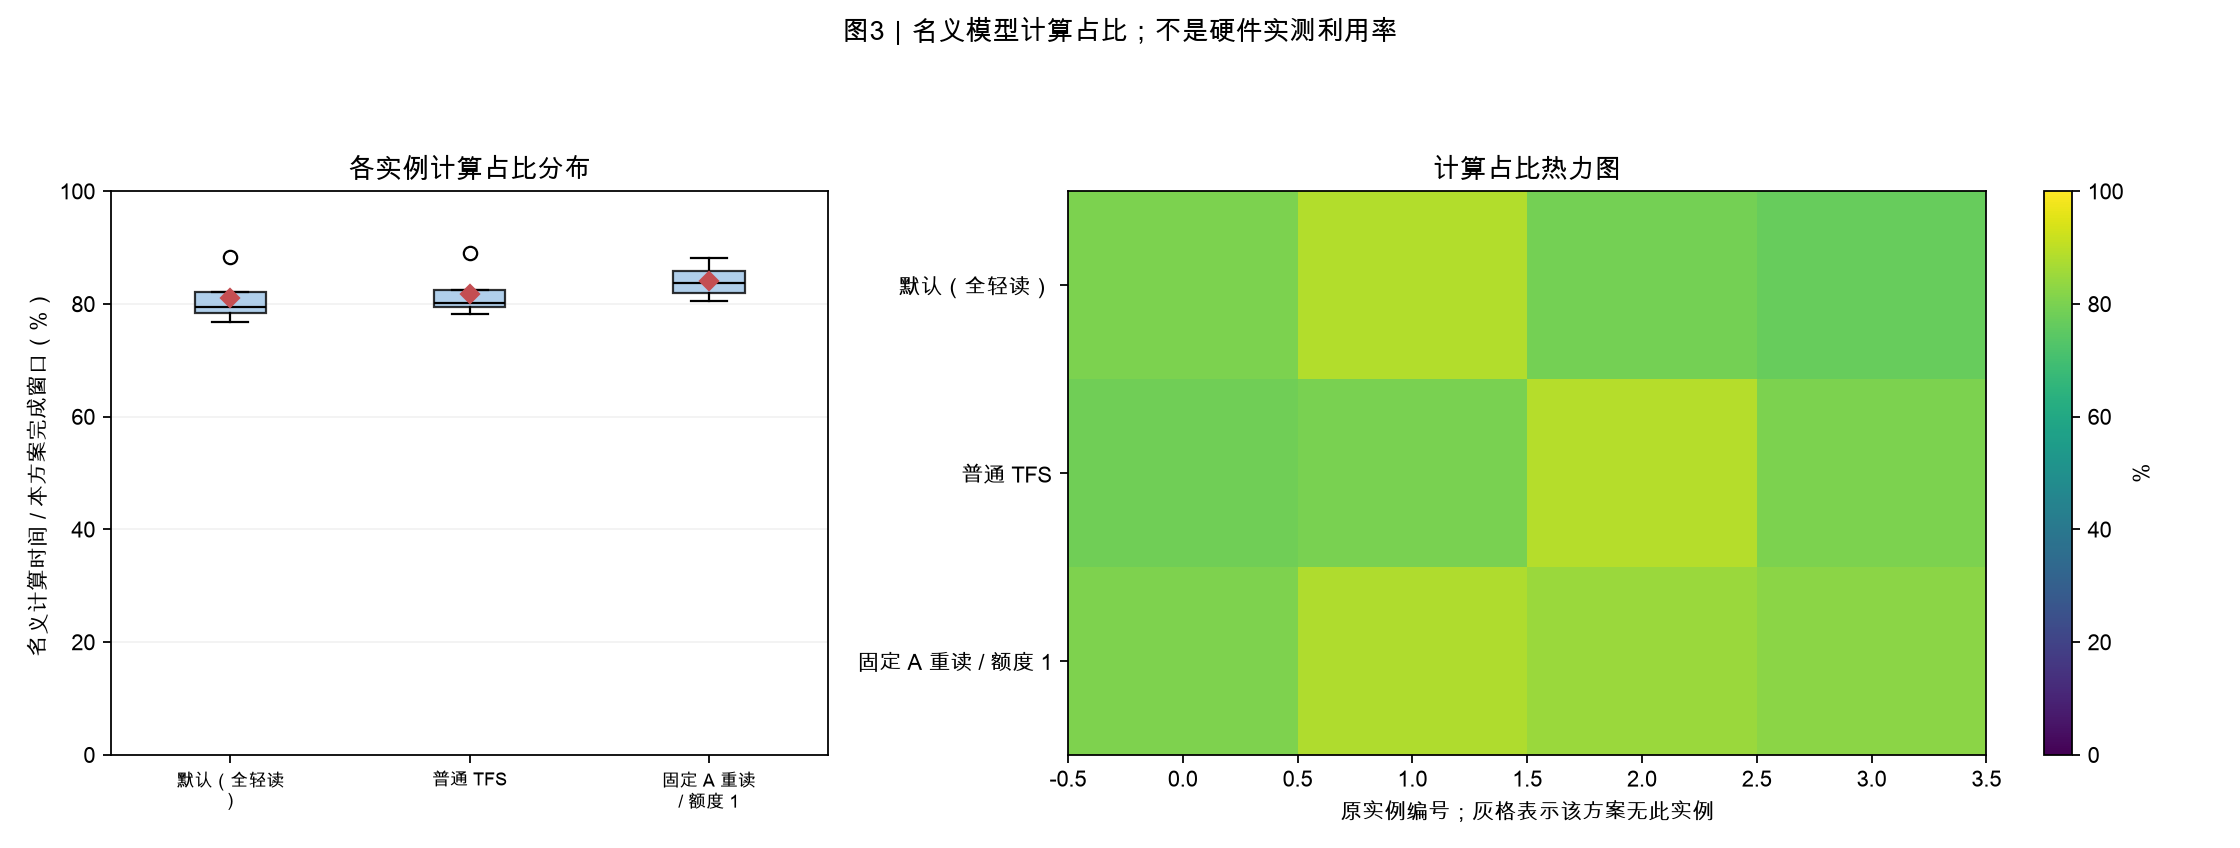 图3｜名义模型计算占比；不是硬件实测利用率
各实例计算占比分布
名义计算时间 / 本方案完成窗口（%）
100
80
60
40
20
0
默认（全轻读
）
普通 TFS
固定 A 重读
/ 额度 1
计算占比热力图
默认（全轻读）
普通 TFS
固定 A 重读 / 额度 1
-0.5 0.0 0.5 1.0 1.5 2.0 2.5 3.0 3.5
原实例编号；灰格表示该方案无此实例
100
80
60
40
20
0
%